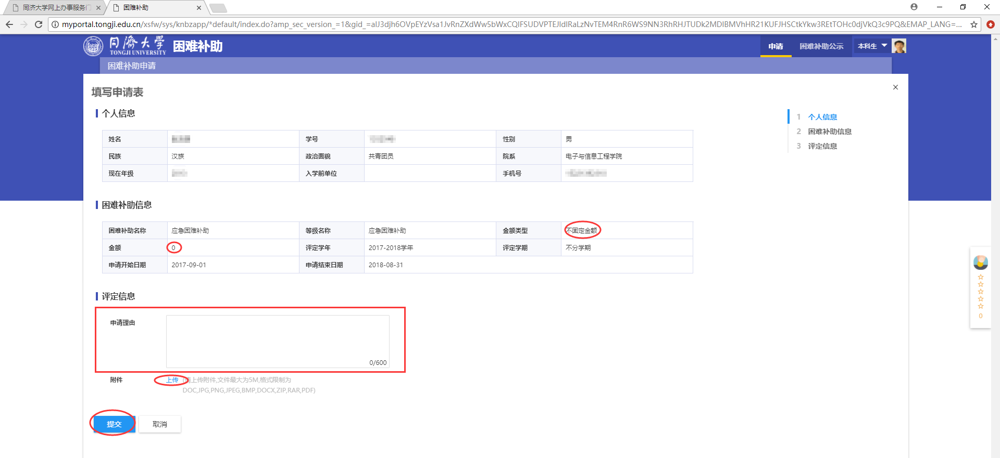 同济大学网上办事服务门
困难补助
myportal.tongji.edu.cn/xsfw/sys/knbzapp/*default/index.do?amp_sec_version_=1&gid_=aIJ3djh6OVpEYzVsa1JvRnZXdWw5bWxCQIFSUDVPTEJIdIRaLzNvTEM4RnR6WS9NN3RhRHJTUDk2MDlBMVhHR21KUFJHSCtkYkw3REtTOHc0djVkQ3c9PQ&EMAP_LANG=...
同濟大学
TONGJI UNIVERSITY
困难补助
申请
困难补助公示
本科生
困难补助申请
填写申请表
个人信息
姓名 学号 性别 男
民族 汉族 政治面貌 共青团员 院系 电子与信息工程学院
现在年级 入学前单位 手机号
1 个人信息
2 困难补助信息
3 评定信息
困难补助信息
困难补助名称 应急困难补助 等级名称 应急困难补助 金额类型 不固定金额
金额 0 评定学年 2017-2018学年 评定学期 不分学期
申请开始日期 2017-09-01 申请结束日期 2018-08-31
评定信息
申请理由
0/600
附件 上传 (请上传附件,文件最大为5M,格式限制为
DOC,JPG,PNG,JPEG,BMP,DOCX,ZIP,RAR,PDF)
提交 取消
0